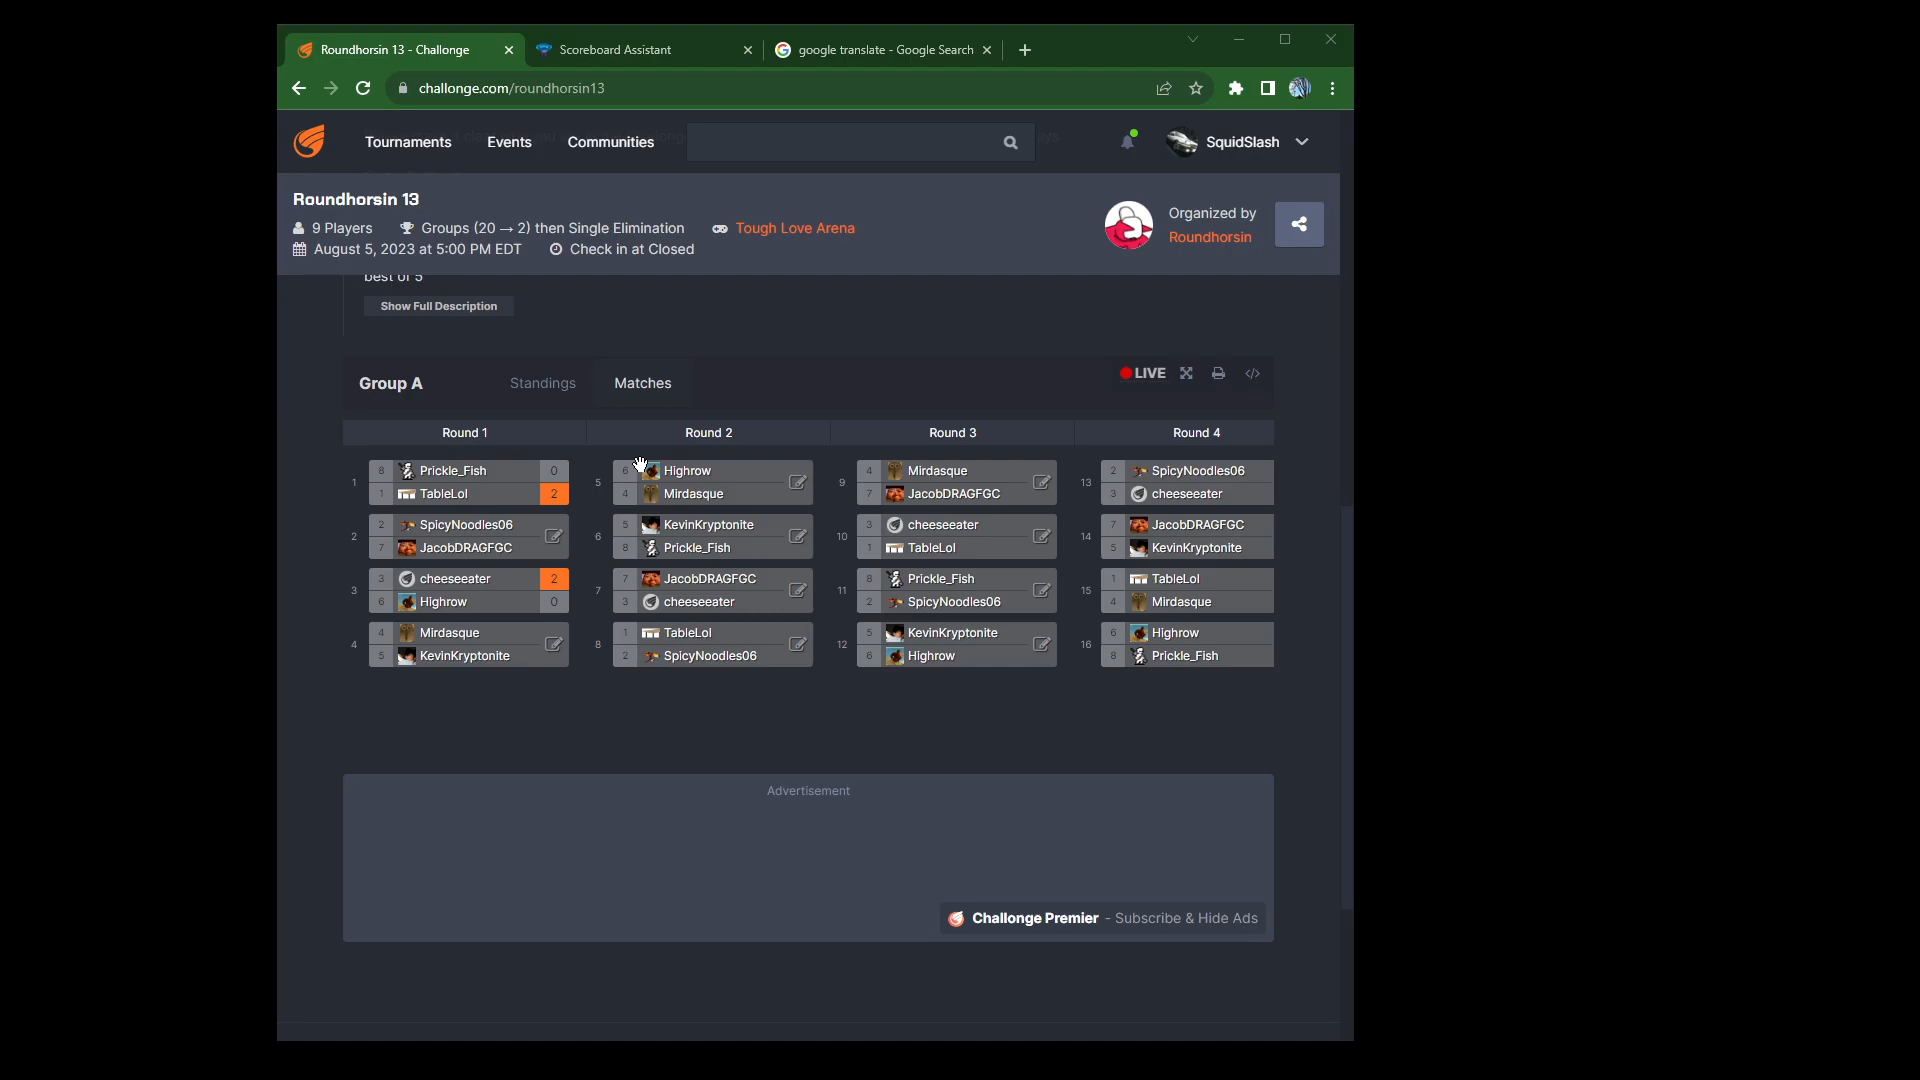 Roundhorsin 13 - Challonge
Scoreboard Assistant
google translate - Google Search
challonge.com/roundhorsin13
Tournaments
Events
Communities
SquidSlash
Roundhorsin 13
9 Players
Groups (20 → 2) then Single Elimination
Tough Love Arena
August 5, 2023 at 5:00 PM EDT
Check in at Closed
Organized by
Roundhorsin
best of 5
Show Full Description
Group A
Standings
Matches
LIVE
Round 1
Round 2
Round 3
Round 4
1
8 Prickle_Fish 0
1 TableLol 2
2
2 SpicyNoodles06
7 JacobDRAGFGC
3
3 cheeseeater 2
6 Highrow 0
4
4 Mirdasque
5 KevinKryptonite
5
6 Highrow
4 Mirdasque
6
5 KevinKryptonite
8 Prickle_Fish
7
7 JacobDRAGFGC
3 cheeseeater
8
1 TableLol
2 SpicyNoodles06
9
4 Mirdasque
7 JacobDRAGFGC
10
3 cheeseeater
1 TableLol
11
8 Prickle_Fish
2 SpicyNoodles06
12
5 KevinKryptonite
6 Highrow
13
2 SpicyNoodles06
3 cheeseeater
14
7 JacobDRAGFGC
5 KevinKryptonite
15
1 TableLol
4 Mirdasque
16
6 Highrow
8 Prickle_Fish
Advertisement
Challonge Premier - Subscribe & Hide Ads